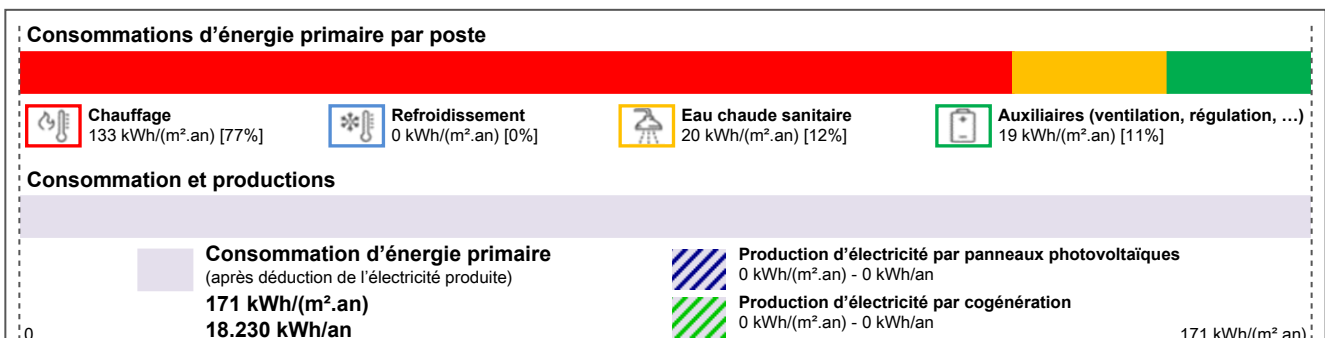 Consommations d’énergie primaire par poste
Chauffage
133 kWh/(m².an) [77%]
Refroidissement
0 kWh/(m².an) [0%]
Eau chaude sanitaire
20 kWh/(m².an) [12%]
Auxiliaires (ventilation, régulation, …)
19 kWh/(m².an) [11%]
Consommation et productions
Consommation d’énergie primaire
(après déduction de l’électricité produite)
171 kWh/(m².an)
18.230 kWh/an
Production d’électricité par panneaux photovoltaïques
0 kWh/(m².an) - 0 kWh/an
Production d’électricité par cogénération
0 kWh/(m².an) - 0 kWh/an
0
171 kWh/(m².an)